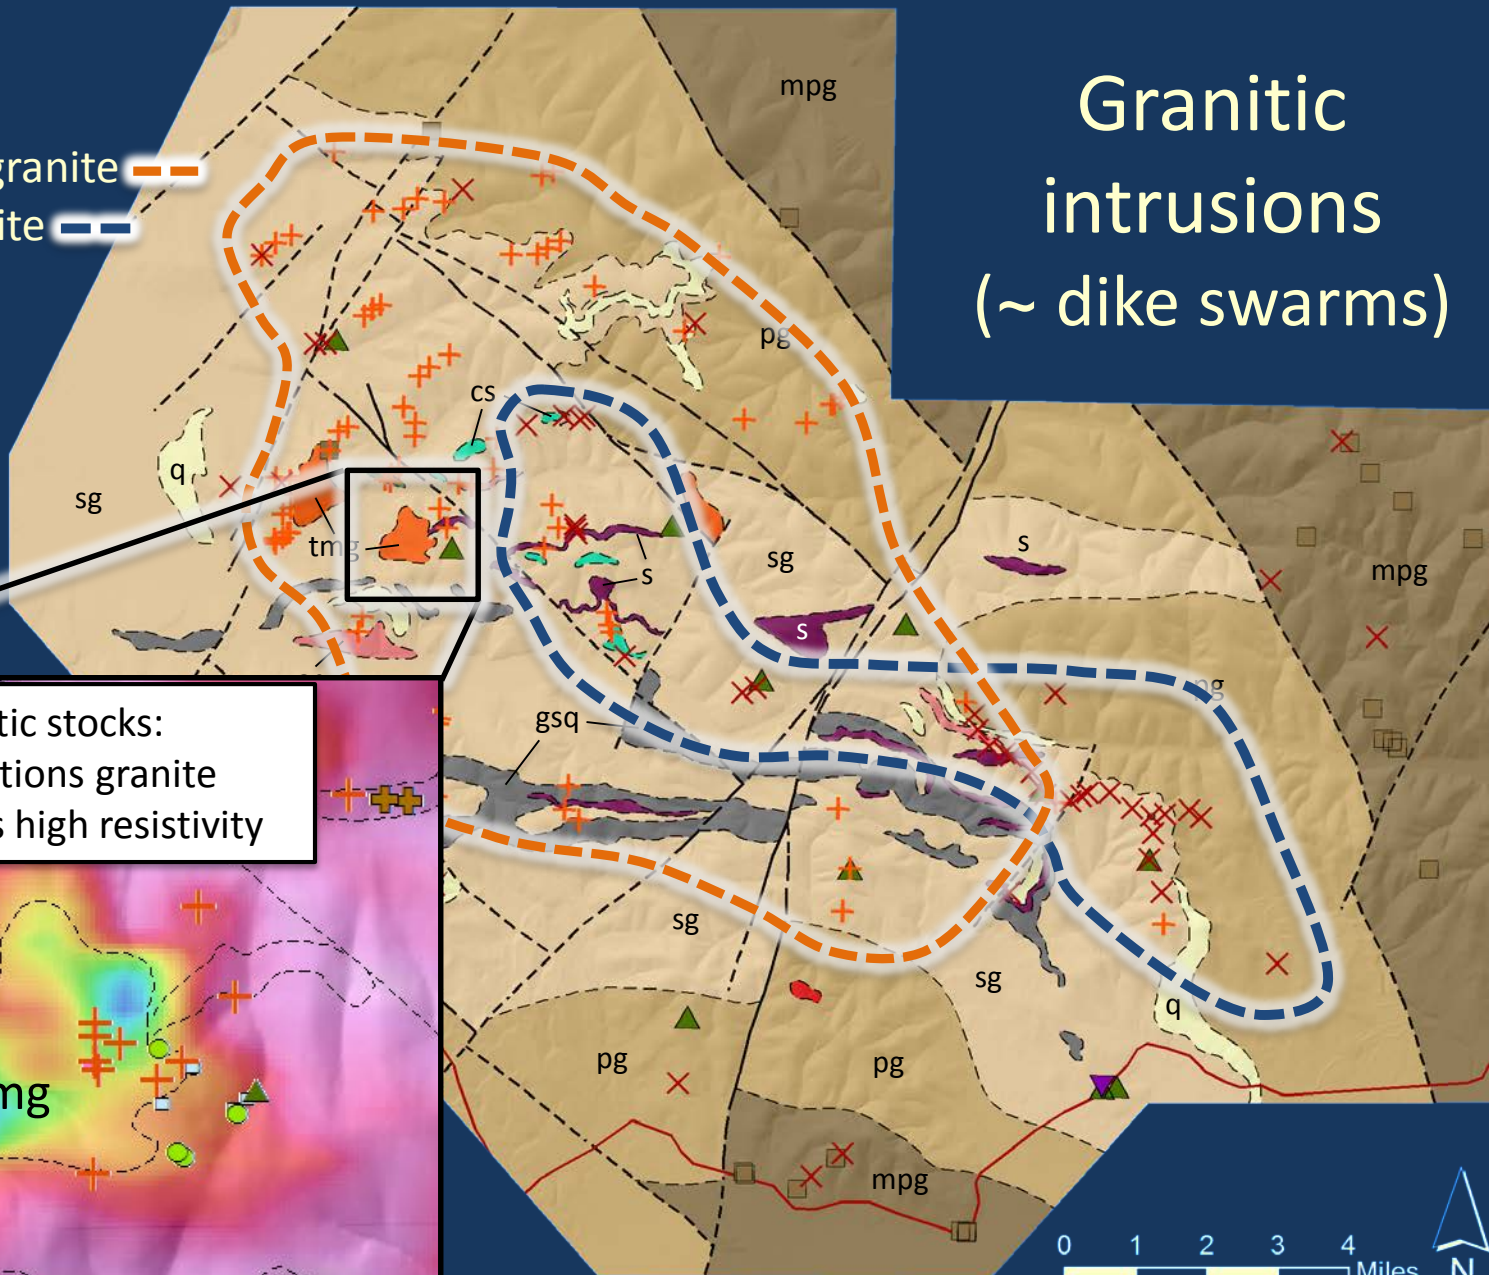 Granitic
intrusions
(~ dike swarms)
granite
mpg
pg
cs
q
sg
tmg
s
sg
s
mpg
s
s
pg
gsq
tic stocks:
tions granite
s high resistivity
sg
sg
q
pg
pg
mg
mpg
0 1 2 3 4
Miles
N